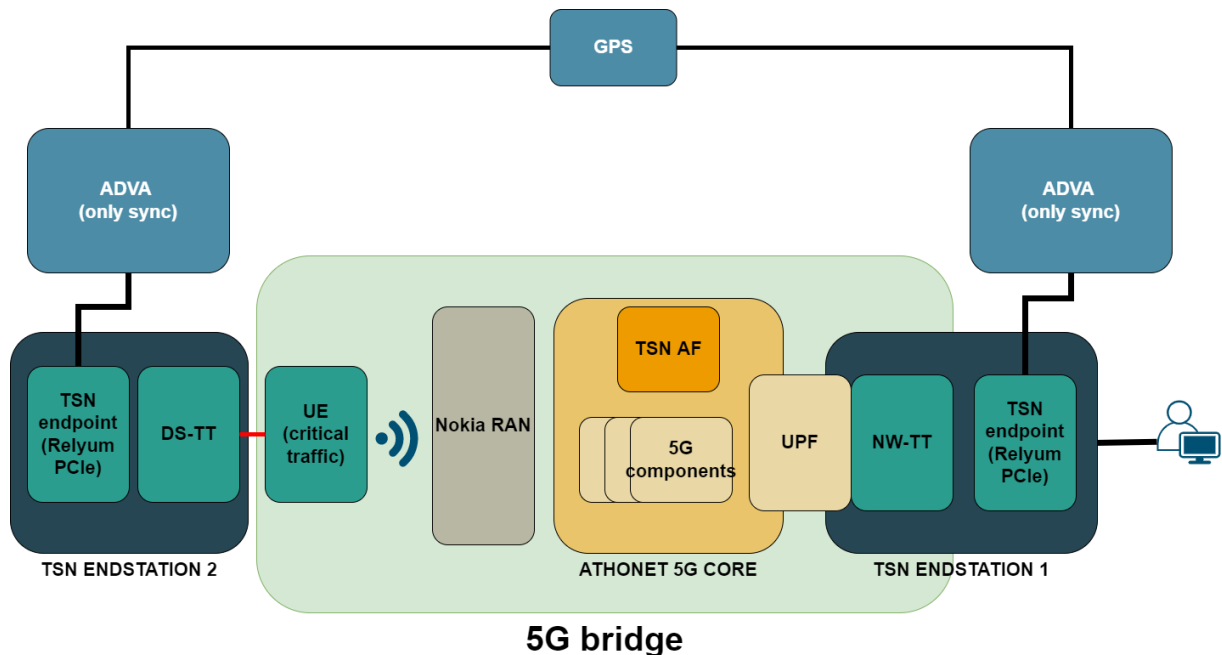 GPS
ADVA
(only sync)
ADVA
(only sync)
TSN
endpoint
(Relyum
PCIe)
DS-TT
UE
(critical
traffic)
Nokia RAN
TSN AF
5G
components
UPF
NW-TT
TSN
endpoint
(Relyum
PCIe)
TSN ENDSTATION 2
ATHONET 5G CORE
TSN ENDSTATION 1
5G bridge